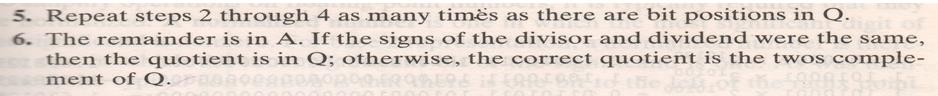 5. Repeat steps 2 through 4 as many times as there are bit positions in Q.
6. The remainder is in A. If the signs of the divisor and dividend were the same,
then the quotient is in Q; otherwise, the correct quotient is the twos comple-
ment of Q.